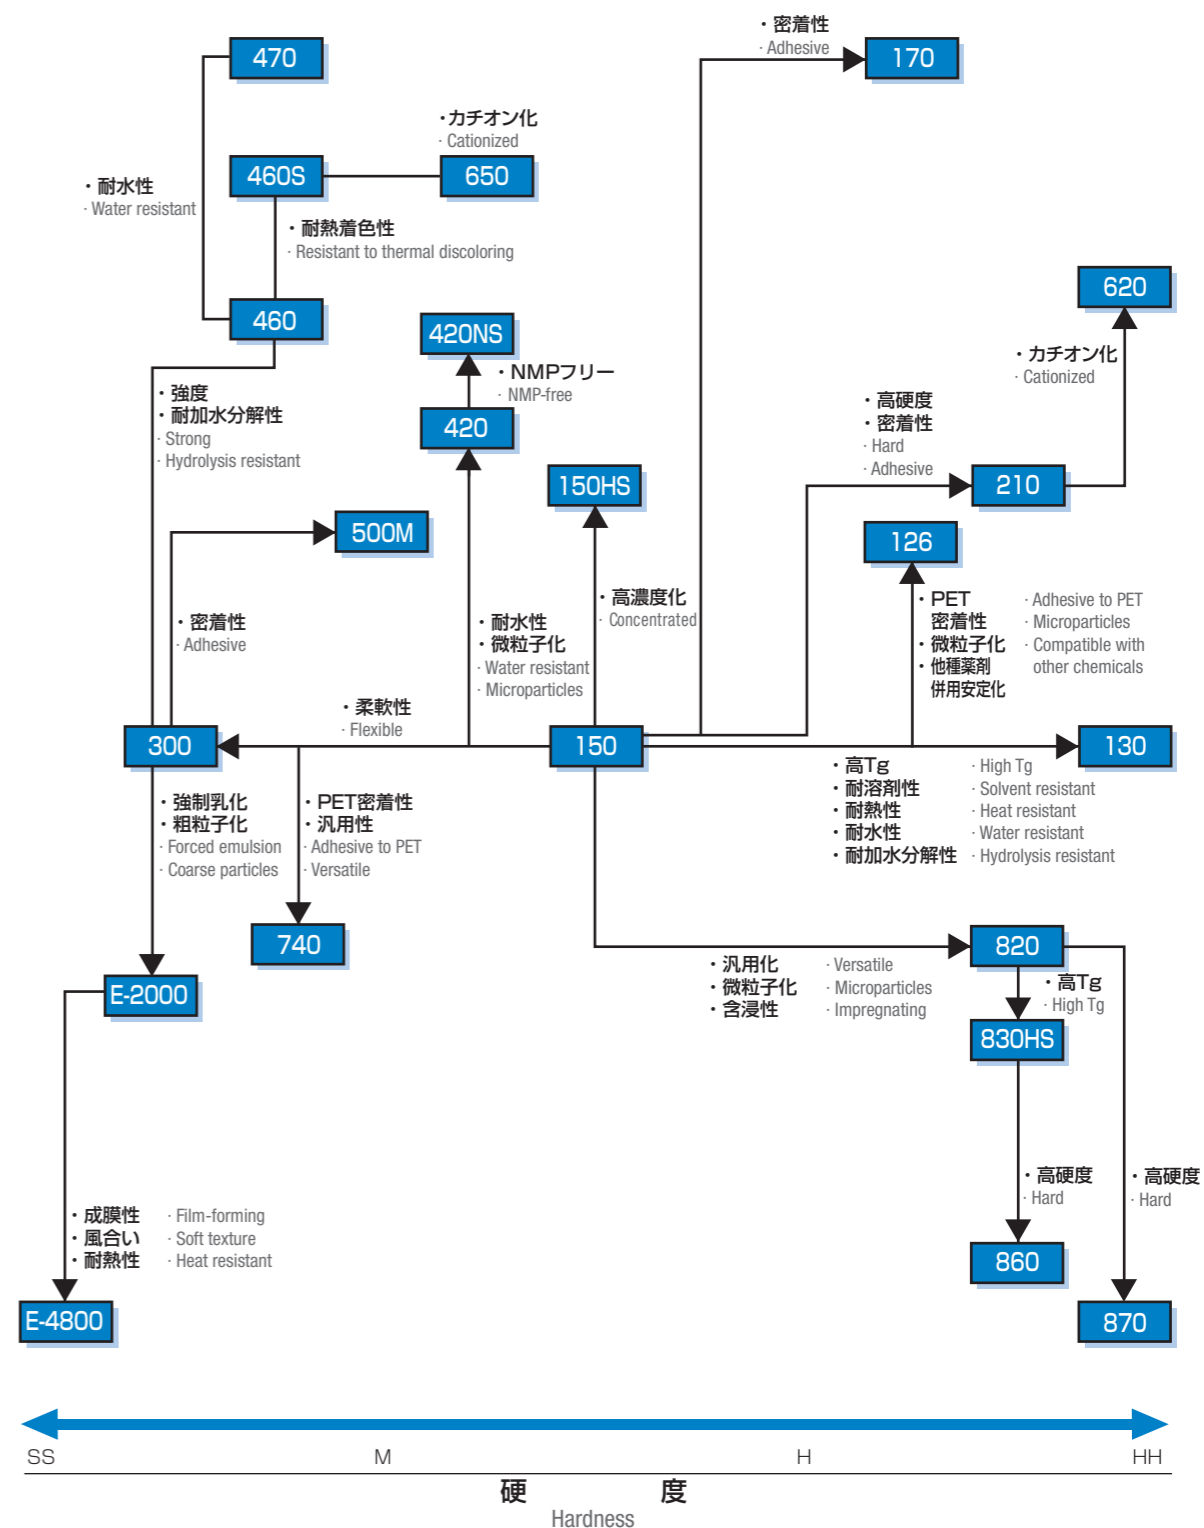 470
・密着性
· Adhesive
170
・カチオン化
· Cationized
460S
650
・耐水性
· Water resistant
・耐熱着色性
· Resistant to thermal discoloring
460
620
420NS
・NMPフリー
· NMP-free
・カチオン化
· Cationized
・強度
・耐加水分解性
· Strong
· Hydrolysis resistant
420
・高硬度
・密着性
· Hard
· Adhesive
150HS
210
500M
126
・密着性
· Adhesive
・耐水性
・微粒子化
· Water resistant
· Microparticles
・高濃度化
· Concentrated
・PET
密着性
・微粒子化
・他種薬剤
併用安定化
· Adhesive to PET
· Microparticles
· Compatible with
other chemicals
・柔軟性
· Flexible
300
150
130
・強制乳化
・粗粒子化
· Forced emulsion
· Coarse particles
・PET密着性
・汎用性
· Adhesive to PET
· Versatile
・高Tg
・耐溶剤性
・耐熱性
・耐水性
・耐加水分解性
· High Tg
· Solvent resistant
· Heat resistant
· Water resistant
· Hydrolysis resistant
740
820
E-2000
・汎用化
・微粒子化
・含浸性
· Versatile
· Microparticles
· Impregnating
・高Tg
· High Tg
830HS
・高硬度
· Hard
・高硬度
· Hard
・成膜性
・風合い
・耐熱性
· Film-forming
· Soft texture
· Heat resistant
860
E-4800
870
SS M H HH
硬 度
Hardness